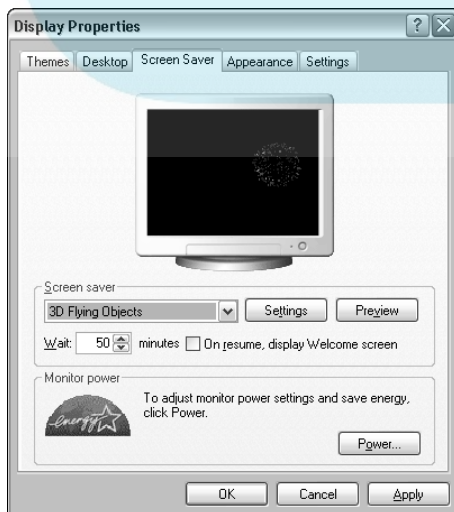 Display Properties
Themes Desktop Screen Saver Appearance Settings
Screen saver
3D Flying Objects Settings Preview
Wait: 50 minutes On resume, display Welcome screen
Monitor power
To adjust monitor power settings and save energy,
click Power.
energy
Power...
OK Cancel Apply